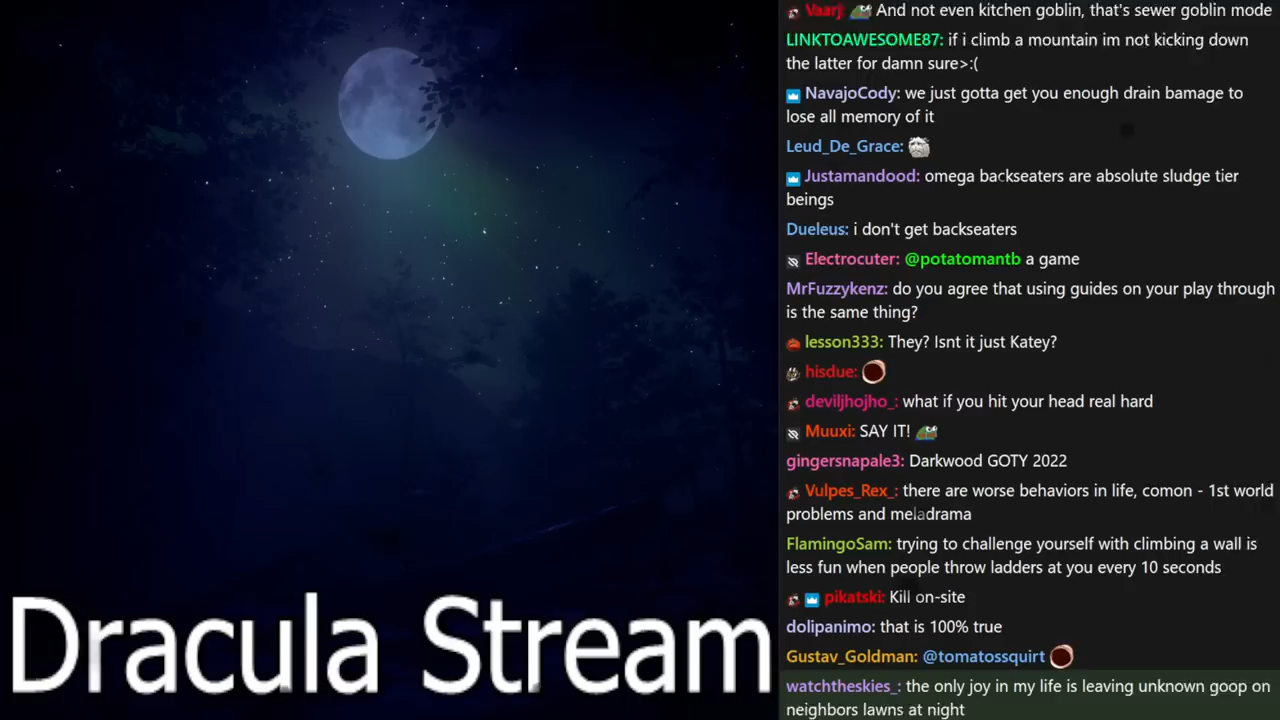 Dracula Stream
Vaarj: And not even kitchen goblin, that's sewer goblin mode
LINKTOAWESOME87: if i climb a mountain im not kicking down
the latter for damn sure>:(
NavajoCody: we just gotta get you enough drain bamage to
lose all memory of it
Leud_De_Grace:
Justamandood: omega backseaters are absolute sludge tier
beings
Dueleus: i don't get backseaters
Electrocuter: @potatomantb a game
MrFuzzykenz: do you agree that using guides on your play through
is the same thing?
lesson333: They? Isnt it just Katey?
hisdue:
deviljhojho_: what if you hit your head real hard
Muuxi: SAY IT!
gingersnapale3: Darkwood GOTY 2022
Vulpes_Rex_: there are worse behaviors in life, comon - 1st world
problems and meladrama
FlamingoSam: trying to challenge yourself with climbing a wall is
less fun when people throw ladders at you every 10 seconds
pikatski: Kill on-site
dolipanimo: that is 100% true
Gustav_Goldman: @tomatossquirt
watchtheskies_: the only joy in my life is leaving unknown goop on
neighbors lawns at night